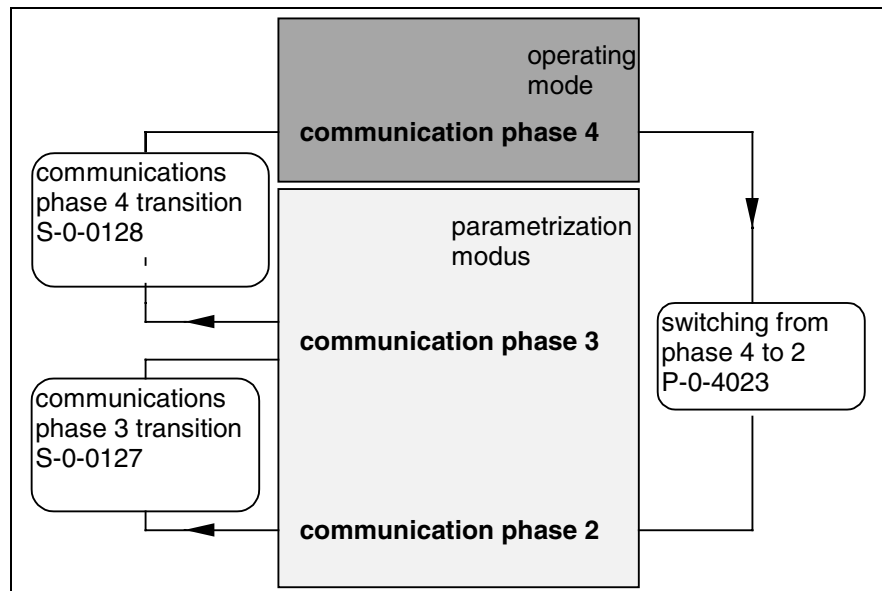 operating
mode
communication phase 4
communications
phase 4 transition
S-0-0128
parametrization
modus
communication phase 3
switching from
phase 4 to 2
P-0-4023
communications
phase 3 transition
S-0-0127
communication phase 2